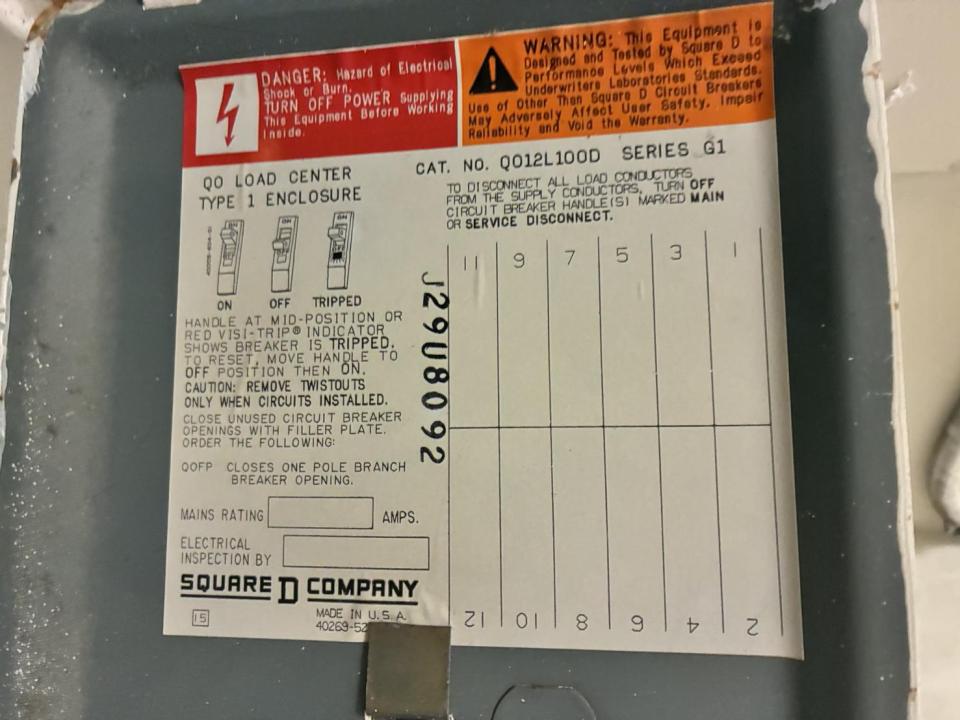 DANGER: Hazard of Electrical
Shock or Burn.
TURN OFF POWER Supplying
This Equipment Before Working
Inside.
WARNING: This Equipment is
Designed and Tested by Square D to
Performance Levels Which Exceed
Underwriters Laboratories Standards.
Use of Other Than Square D Circuit Breakers
May Adversely Affect User Safety, Impair
Reliability and Void the Warranty.
QO LOAD CENTER
TYPE 1 ENCLOSURE
CAT. NO. QO12L100D SERIES G1
TO DISCONNECT ALL LOAD CONDUCTORS
FROM THE SUPPLY CONDUCTORS, TURN OFF
CIRCUIT BREAKER HANDLE(S) MARKED MAIN
OR SERVICE DISCONNECT.
ON OFF TRIPPED
HANDLE AT MID-POSITION OR
RED VISI-TRIP® INDICATOR
SHOWS BREAKER IS TRIPPED.
TO RESET, MOVE HANDLE TO
OFF POSITION THEN ON.
CAUTION: REMOVE TWISTOUTS
ONLY WHEN CIRCUITS INSTALLED.
CLOSE UNUSED CIRCUIT BREAKER
OPENINGS WITH FILLER PLATE.
ORDER THE FOLLOWING:
QOFP CLOSES ONE POLE BRANCH
BREAKER OPENING.
MAINS RATING AMPS.
ELECTRICAL
INSPECTION BY
SQUARE D COMPANY
15
MADE IN U.S.A.
40269-52
J29U8092
11 9 7 5 3 1
12 10 8 6 4 2